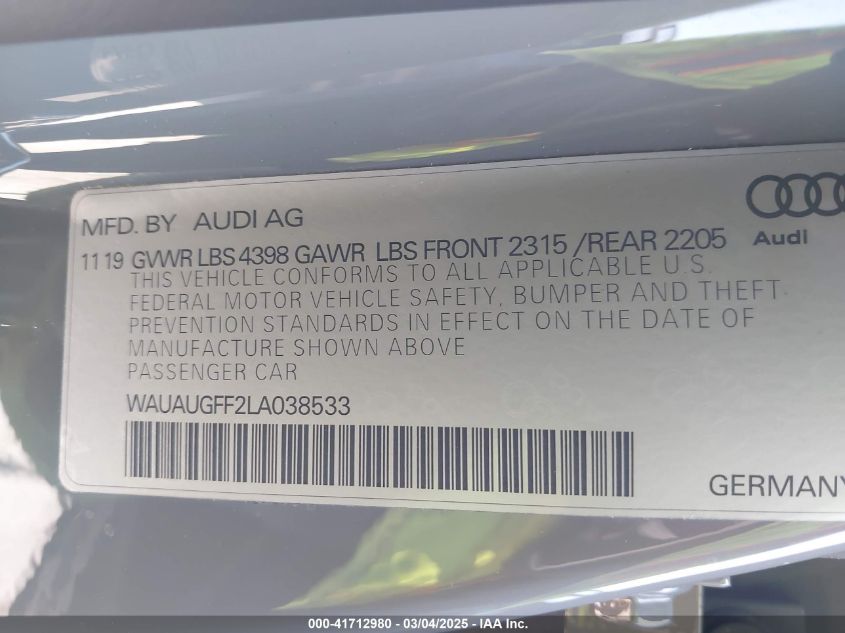 MFD. BY AUDI AG
Audi
11 19 GVWR LBS 4398 GAWR LBS FRONT 2315 /REAR 2205
THIS VEHICLE CONFORMS TO ALL APPLICABLE U.S.
FEDERAL MOTOR VEHICLE SAFETY, BUMPER AND THEFT
PREVENTION STANDARDS IN EFFECT ON THE DATE OF
MANUFACTURE SHOWN ABOVE
PASSENGER CAR
WAUAUGFF2LA038533
GERMANY
000-41712980 - 03/04/2025 - IAA Inc.